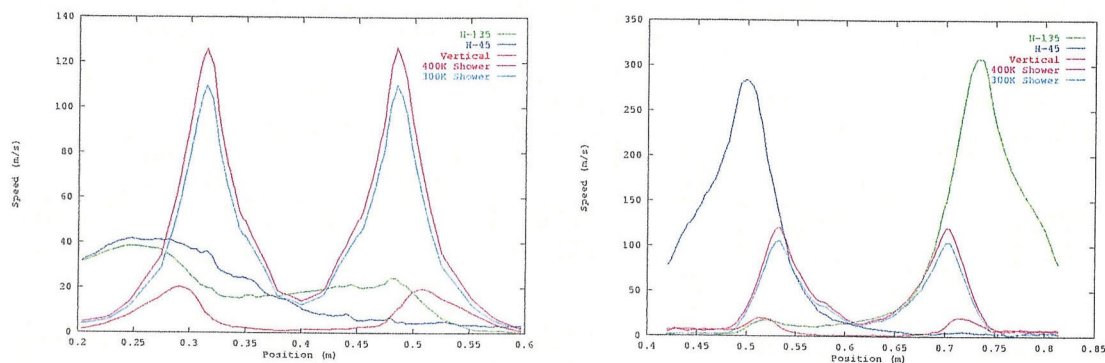 140
120
100
80
60
40
20
0
Speed (m/s)
N-135
H-45
Vertical
400K Shower
300K Shower
0.2 0.25 0.3 0.35 0.4 0.45 0.5 0.55 0.6
Position (m)
350
300
250
200
150
100
50
0
Speed (m/s)
H-135
H-45
Vertical
400K Shower
300K Shower
0.4 0.45 0.5 0.55 0.6 0.65 0.7 0.75 0.8 0.85
Position (m)